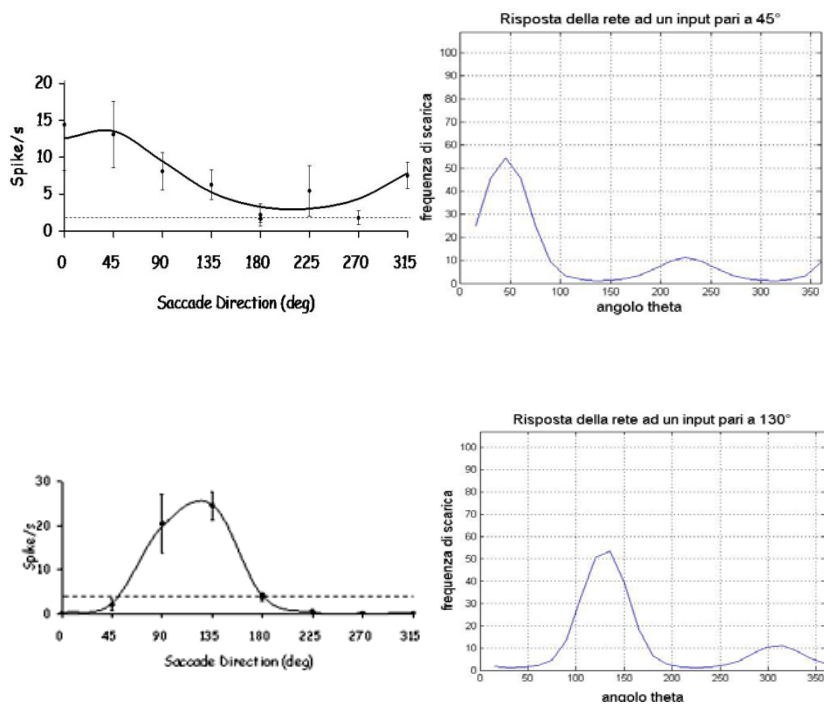 20
15
10
5
0
Spike/s
0 45 90 135 180 225 270 315
Saccade Direction (deg)
Risposta della rete ad un input pari a 45°
100
90
80
70
60
50
40
30
20
10
0
frequenza di scarica
0 50 100 150 200 250 300 350
angolo theta
30
20
10
0
Spike/s
0 45 90 135 180 225 270 315
Saccade Direction (deg)
Risposta della rete ad un input pari a 130°
100
90
80
70
60
50
40
30
20
10
0
frequenza di scarica
0 50 100 150 200 250 300 350
angolo theta